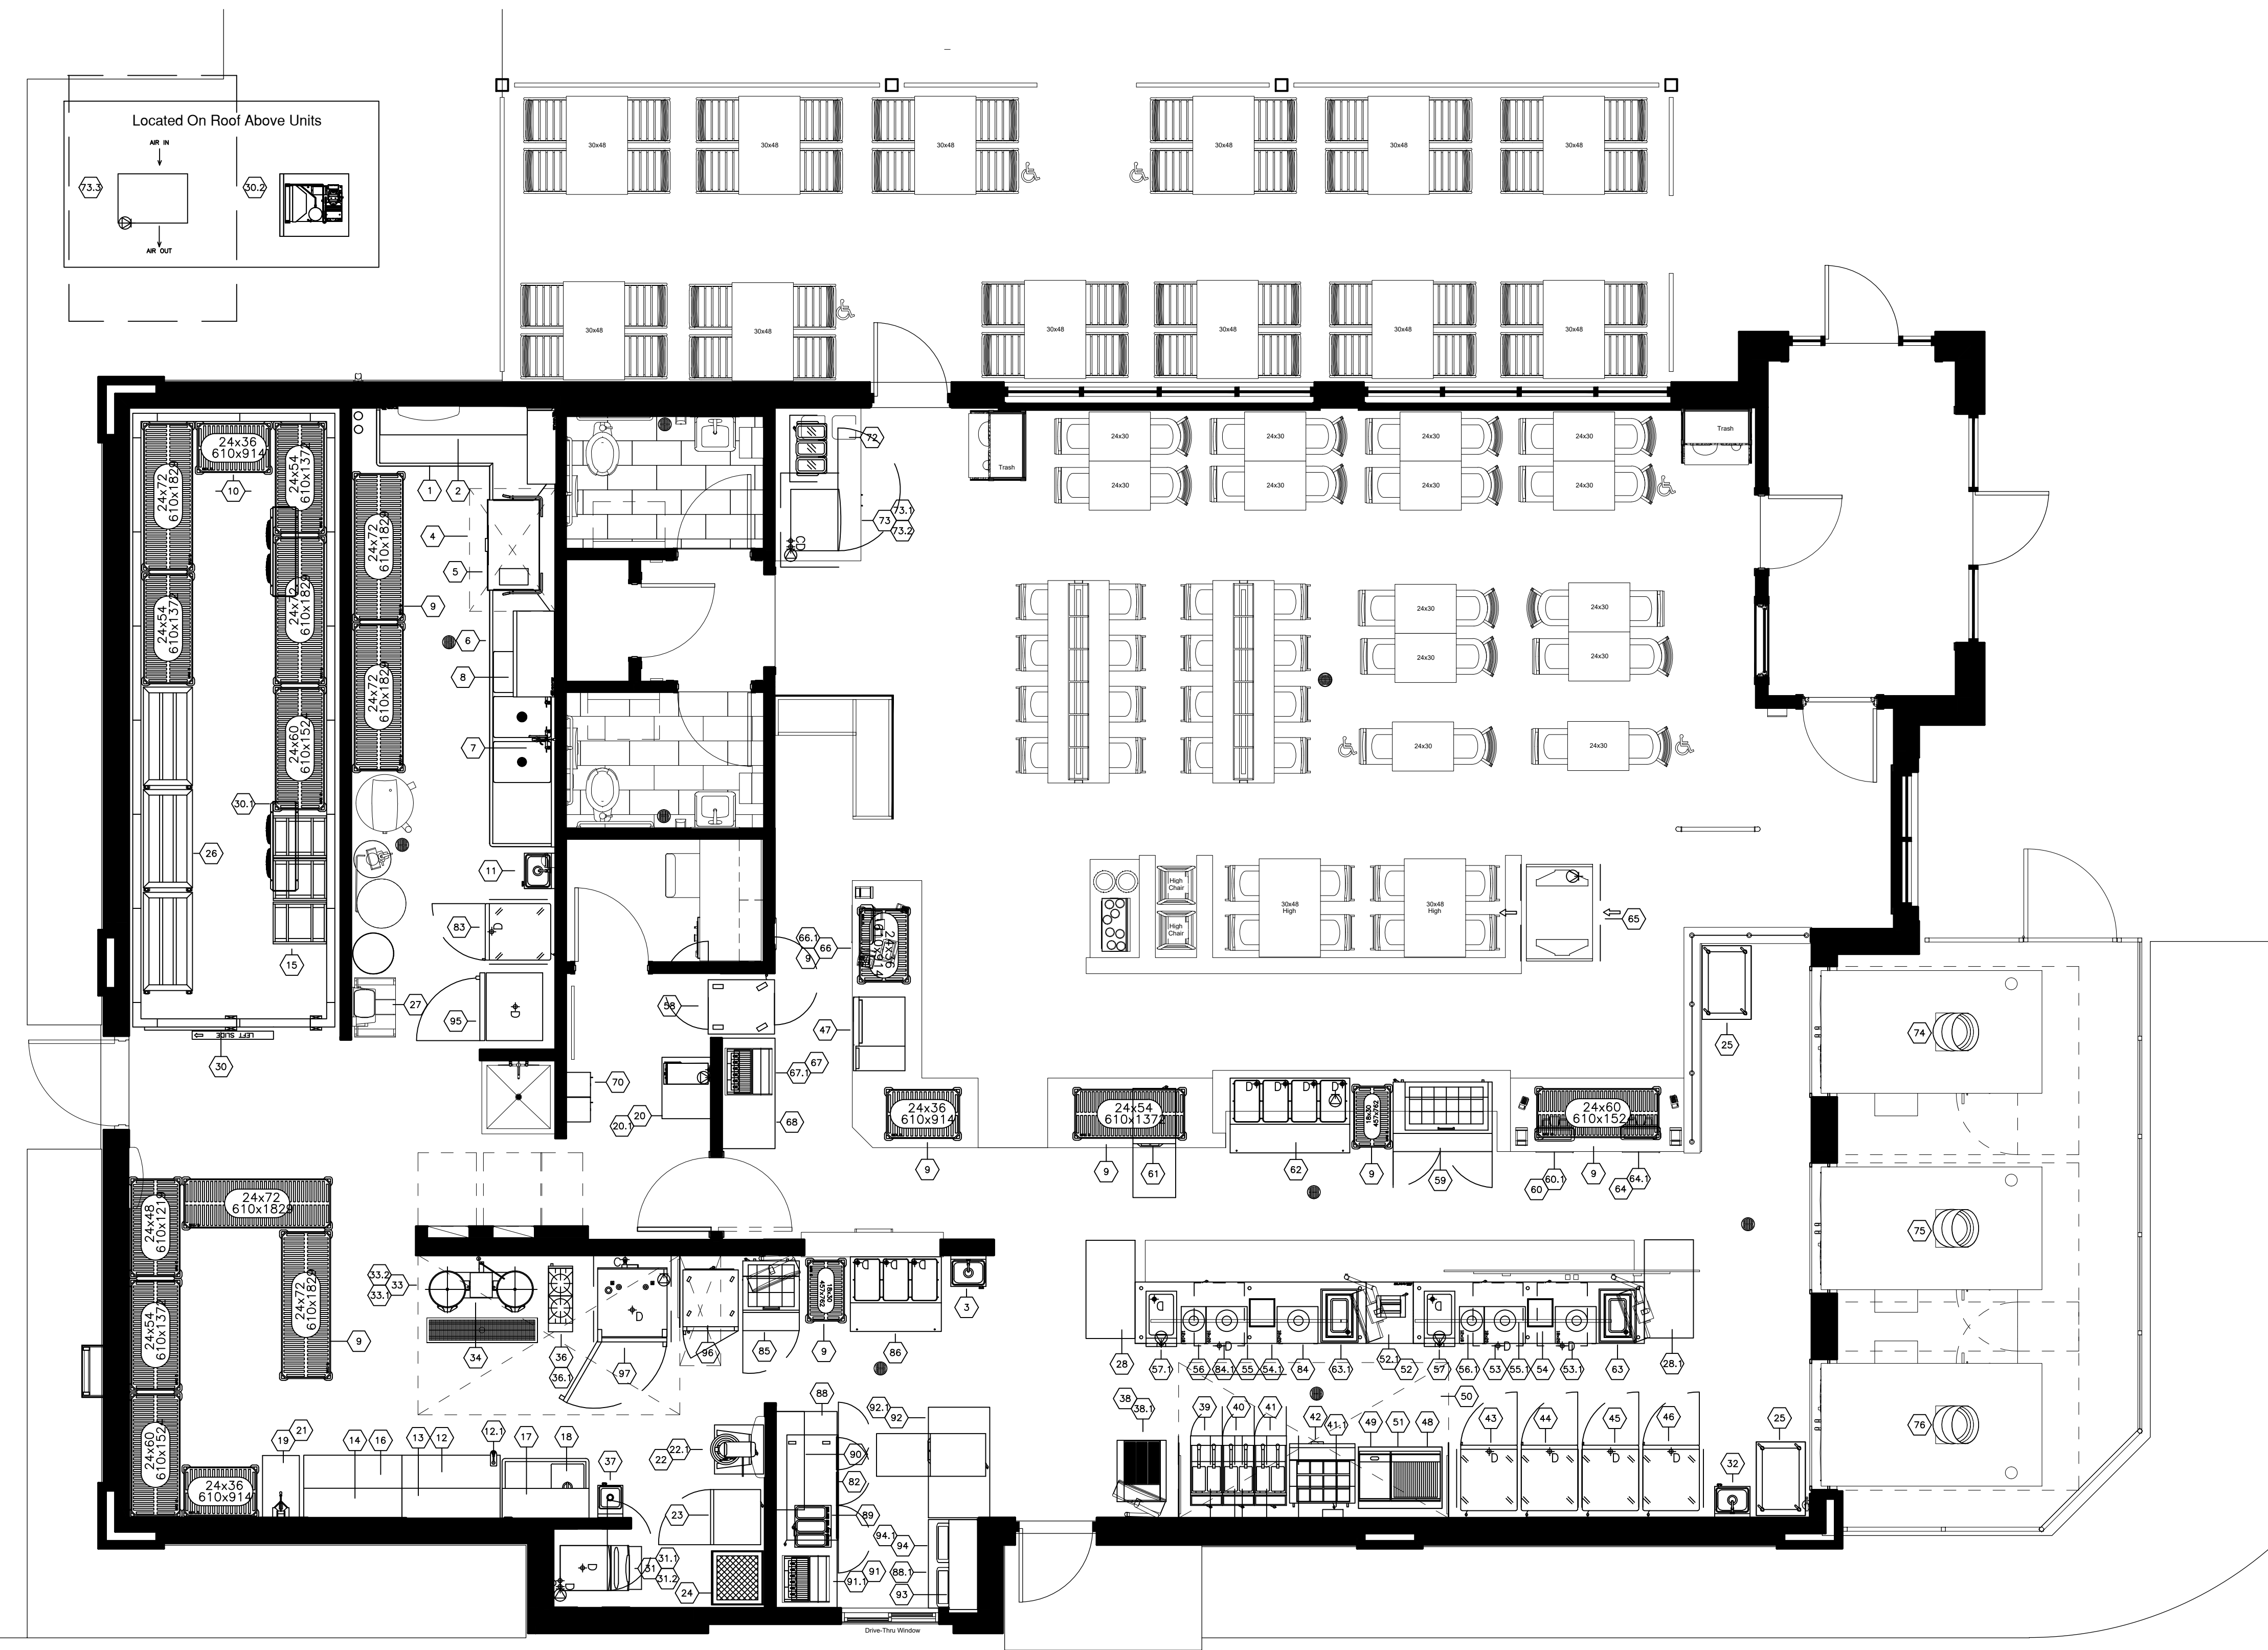 Located On Roof Above Units
AIR IN
73.3
30.2
AIR OUT
30x48
30x48
30x48
30x48
30x48
30x48
30x48
30x48
30x48
30x48
30x48
30x48
24x72
610x1829
24x36
610x914
24x54
610x1372
10
1
2
72
Trash
24x30
24x30
24x30
24x30
Trash
24x30
24x30
24x30
24x30
73
73.1
73.2
CD
24x72
610x1829
4
5
24x54
610x1372
24x72
610x1829
9
24x30
24x30
6
24x72
610x1829
8
24x30
24x30
24x60
610x1524
7
24x30
24x30
30.1
26
11
High
Chair
High
Chair
30x48
High
30x48
High
83
D
65
15
66.1
66
9
24x36
610x914
27
95
D
58
47
LEFT SLIDE
30
25
74
67
67.1
70
20
20.1
68
24x36
610x914
9
24x54
610x1372
9
61
D
D
D
D
62
18x30
457x762
9
59
24x60
610x1524
60
60.1
9
64
64.1
24x48
610x1219
24x72
610x1829
75
24x54
610x1372
24x72
610x1829
9
33.2
33
33.1
34
36
36.1
C
D
97
96
85
18x30
457x762
9
D
D
D
86
3
28
57.1
56
84.1
55
54.1
84
63.1
52.1
52
57
56.1
53
55.1
54
53.1
63
28.1
76
24x60
610x152
24x36
610x914
19
21
14
16
13
12
12.1
17
18
37
22
22.1
23
88
90
82
89
92.1
92
38
38.1
39
40
41
42
41.1
49
51
48
50
43
44
45
46
D
D
D
D
32
25
D
31
31.1
31.2
24
91
91.1
94.1
94
88.1
93
Drive-Thru Window